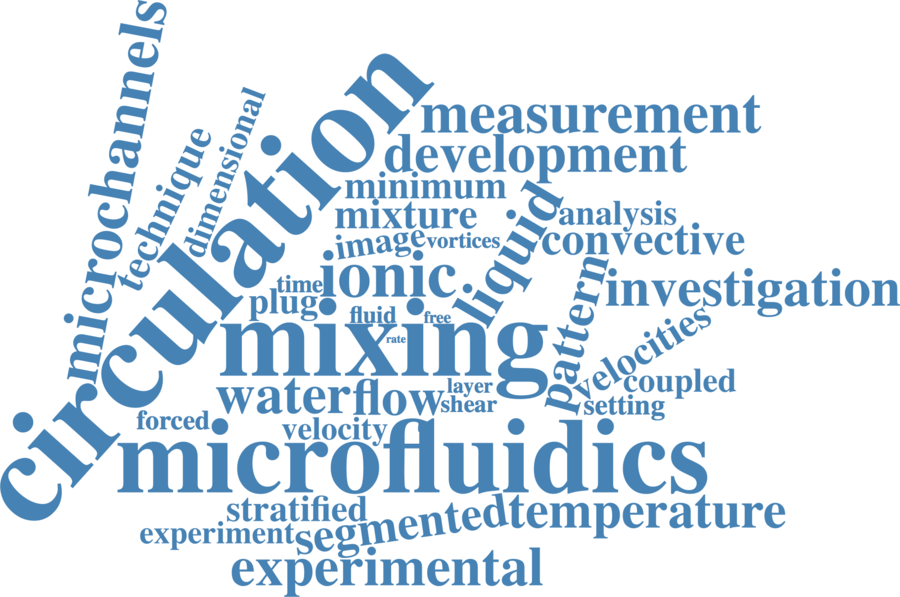 microchannels
technique
dimensional
circulation
measurement
development
minimum
mixture
liquid
analysis
image
vortices
convective
ionic
time
plug
pattern
investigation
fluid
free
mixing
rate
velocities
coupled
water
flow
layer
shear
setting
forced
velocity
microfluidics
stratified
segmented
temperature
experiment
experimental